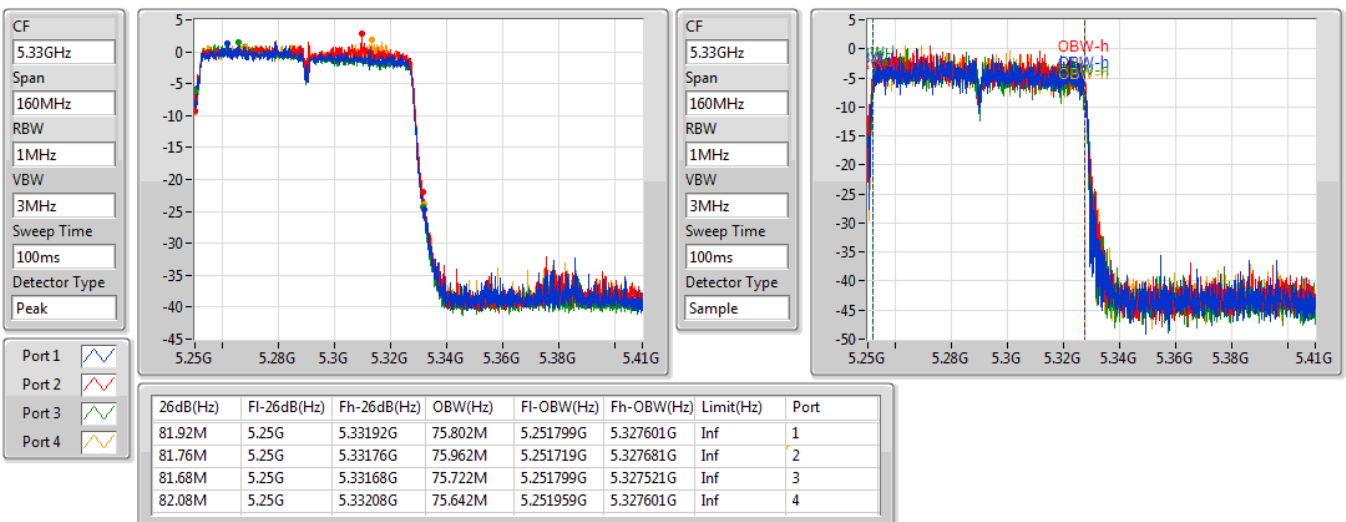 CF
5.33GHz
Span
160MHz
RBW
1MHz
VBW
3MHz
Sweep Time
100ms
Detector Type
Peak
5
0
-5
-10
-15
-20
-25
-30
-35
-40
-45
5.25G 5.28G 5.3G 5.32G 5.34G 5.36G 5.38G 5.41G
CF
5.33GHz
Span
160MHz
RBW
1MHz
VBW
3MHz
Sweep Time
100ms
Detector Type
Sample
5
0
-5
-10
-15
-20
-25
-30
-35
-40
-45
-50
OBW-h
OBW-h
OBW-h
5.25G 5.28G 5.3G 5.32G 5.34G 5.36G 5.38G 5.41G
Port 1
Port 2
Port 3
Port 4
26dB(Hz) Fl-26dB(Hz) Fh-26dB(Hz) OBW(Hz) Fl-OBW(Hz) Fh-OBW(Hz) Limit(Hz) Port
81.92M 5.25G 5.33192G 75.802M 5.251799G 5.327601G Inf 1
81.76M 5.25G 5.33176G 75.962M 5.251719G 5.327681G Inf 2
81.68M 5.25G 5.33168G 75.722M 5.251799G 5.327521G Inf 3
82.08M 5.25G 5.33208G 75.642M 5.251959G 5.327601G Inf 4